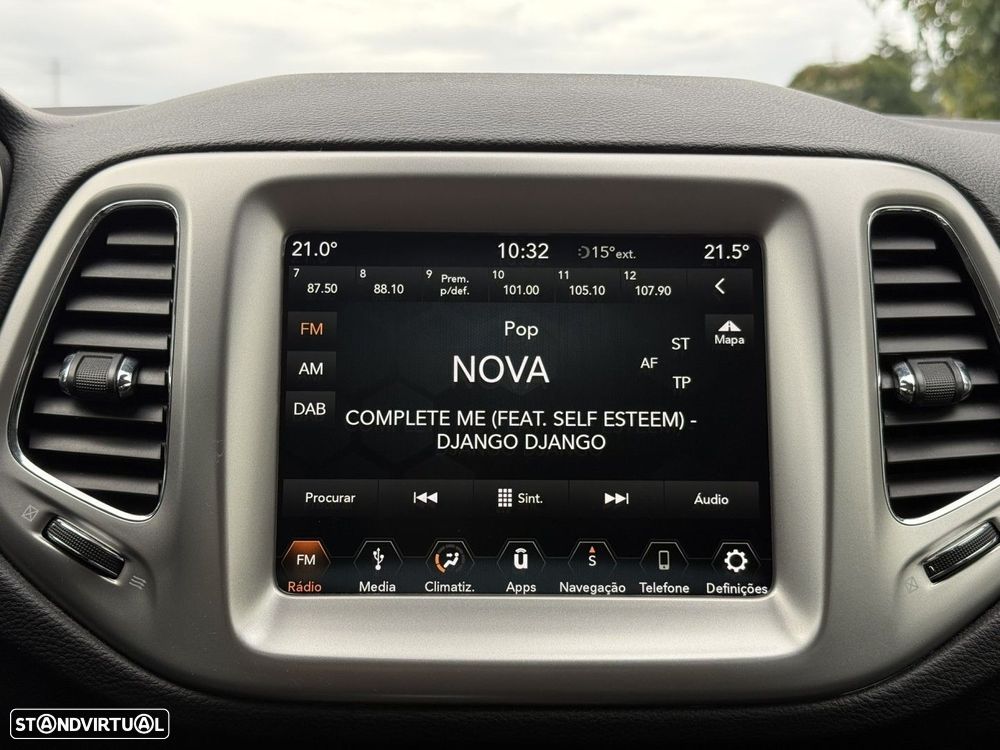 21.0° 10:32 15°ext. 21.5°
7 87.50 8 88.10 9 Prem. p/def. 10 101.00 11 105.10 12 107.90
FM
Pop
Mapa
ST
NOVA
AF
AM
TP
DAB
COMPLETE ME (FEAT. SELF ESTEEM) -
DJANGO DJANGO
Procurar Sint. Áudio
FM u S
Rádio Media Climatiz. Apps Navegação Telefone Definições
STANDVIRTUAL